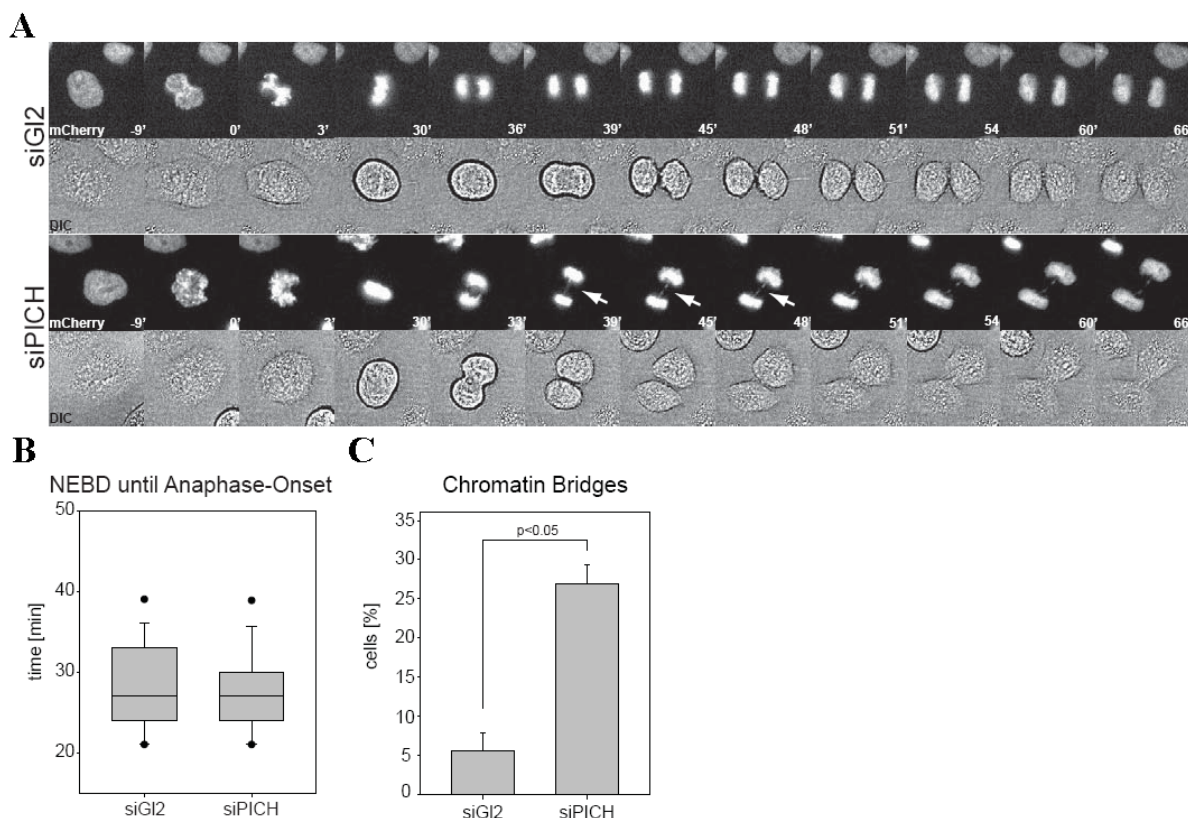 A
siGl2
mCherry -9' 0' 3' 30' 36' 39' 45' 48' 54 60' 66'
DIC
siPICH
mCherry -9' 0' 3' 30' 33' 39' 45' 48' 54 60' 66'
DIC
B
NEBD until Anaphase-Onset
time [min]
50
40
30
20
siGl2 siPICH
C
Chromatin Bridges
cells [%]
35
30
25
20
15
10
5
0
p<0.05
siGl2 siPICH